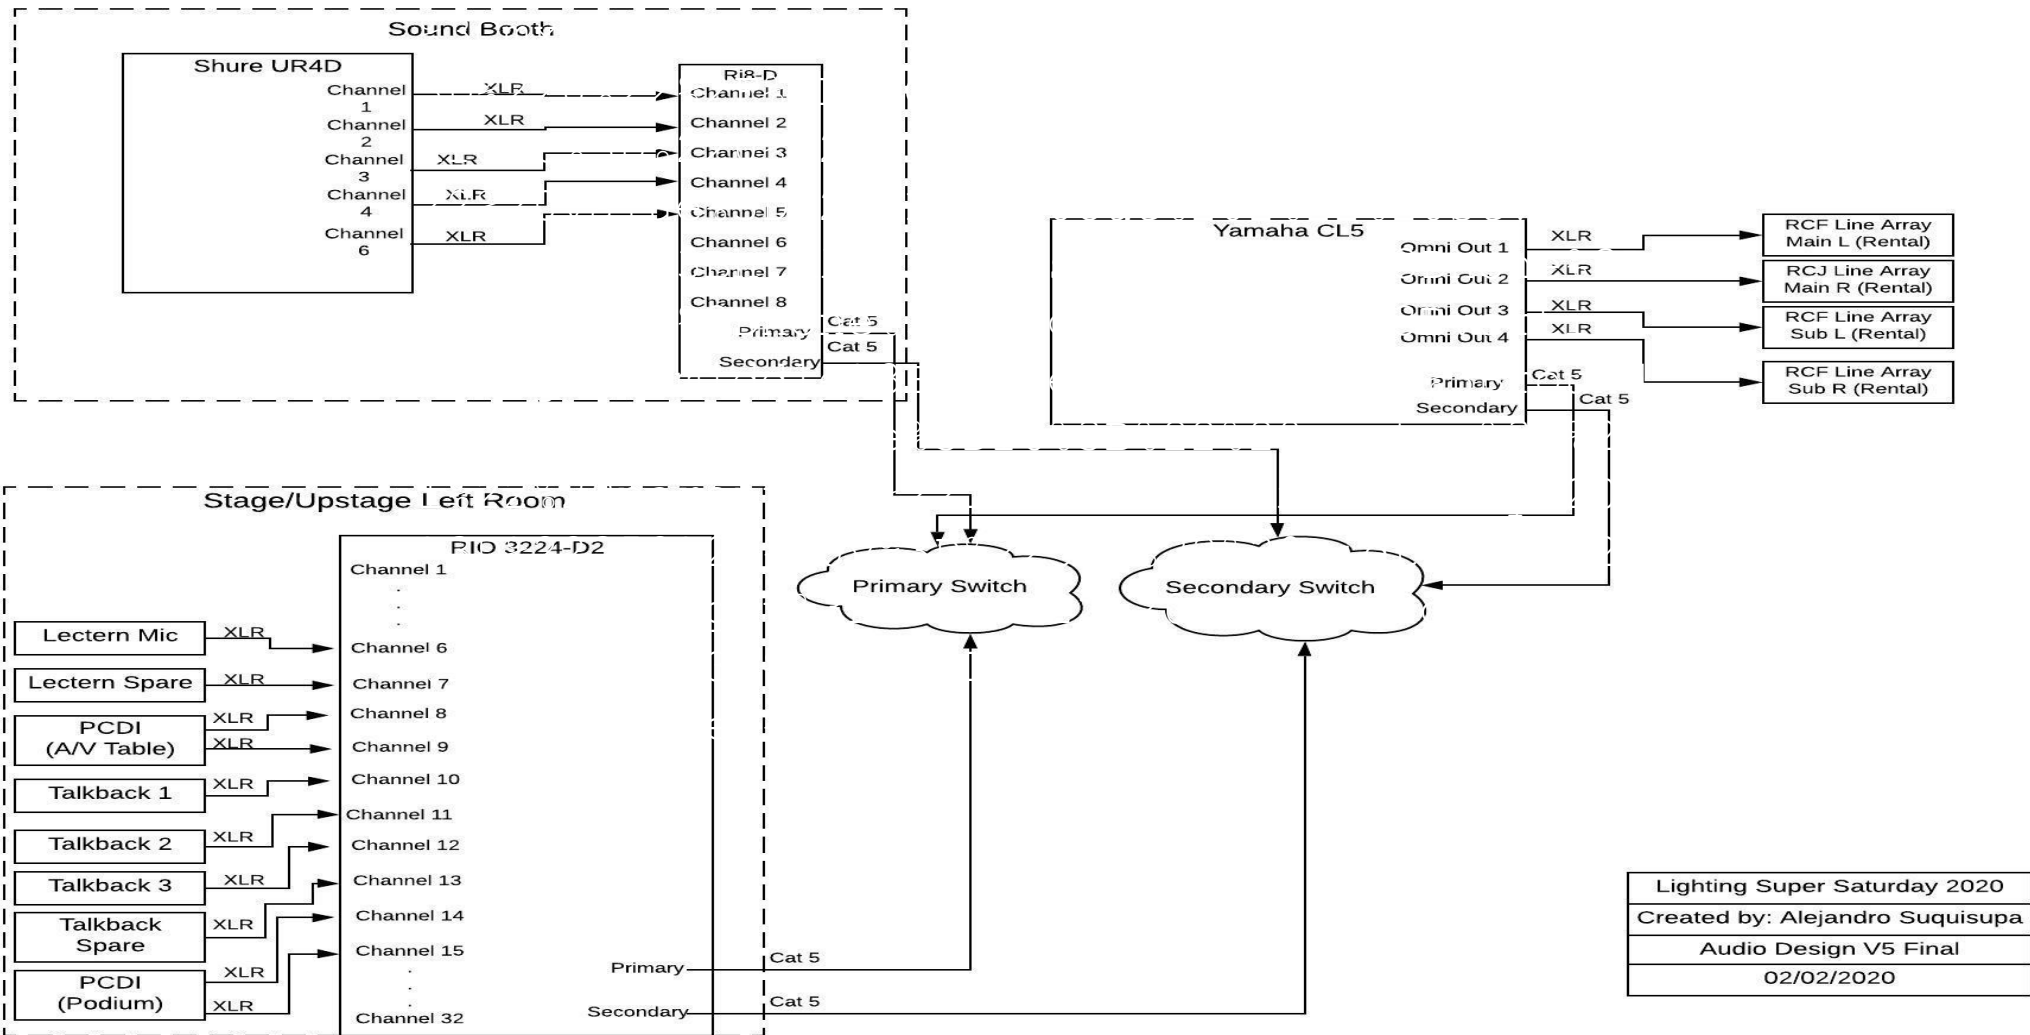 Sound Booth
Shure UR4D
Channel
1
Channel
2
Channel
3
Channel
4
Channel
6
XLR
XLR
XLR
XLR
XLR
Ri8-D
Channel 1
Channel 2
Channel 3
Channel 4
Channel 5
Channel 6
Channel 7
Channel 8
Primary
Secondary
Cat 5
Cat 5
Yamaha CL5
Omni Out 1
Omni Out 2
Omni Out 3
Omni Out 4
Primary
Secondary
XLR
XLR
XLR
XLR
Cat 5
Cat 5
RCF Line Array
Main L (Rental)
RCJ Line Array
Main R (Rental)
RCF Line Array
Sub L (Rental)
RCF Line Array
Sub R (Rental)
Stage/Upstage Left Room
RIO 3224-D2
Channel 1
.
.
.
Channel 6
Channel 7
Channel 8
Channel 9
Channel 10
Channel 11
Channel 12
Channel 13
Channel 14
Channel 15
.
.
.
Channel 32
Primary
Secondary
Cat 5
Cat 5
Lectern Mic
XLR
Lectern Spare
XLR
PCDI
(A/V Table)
XLR
XLR
Talkback 1
XLR
Talkback 2
XLR
Talkback 3
XLR
Talkback
Spare
XLR
PCDI
(Podium)
XLR
XLR
Primary Switch
Secondary Switch
Lighting Super Saturday 2020
Created by: Alejandro Suquisupa
Audio Design V5 Final
02/02/2020